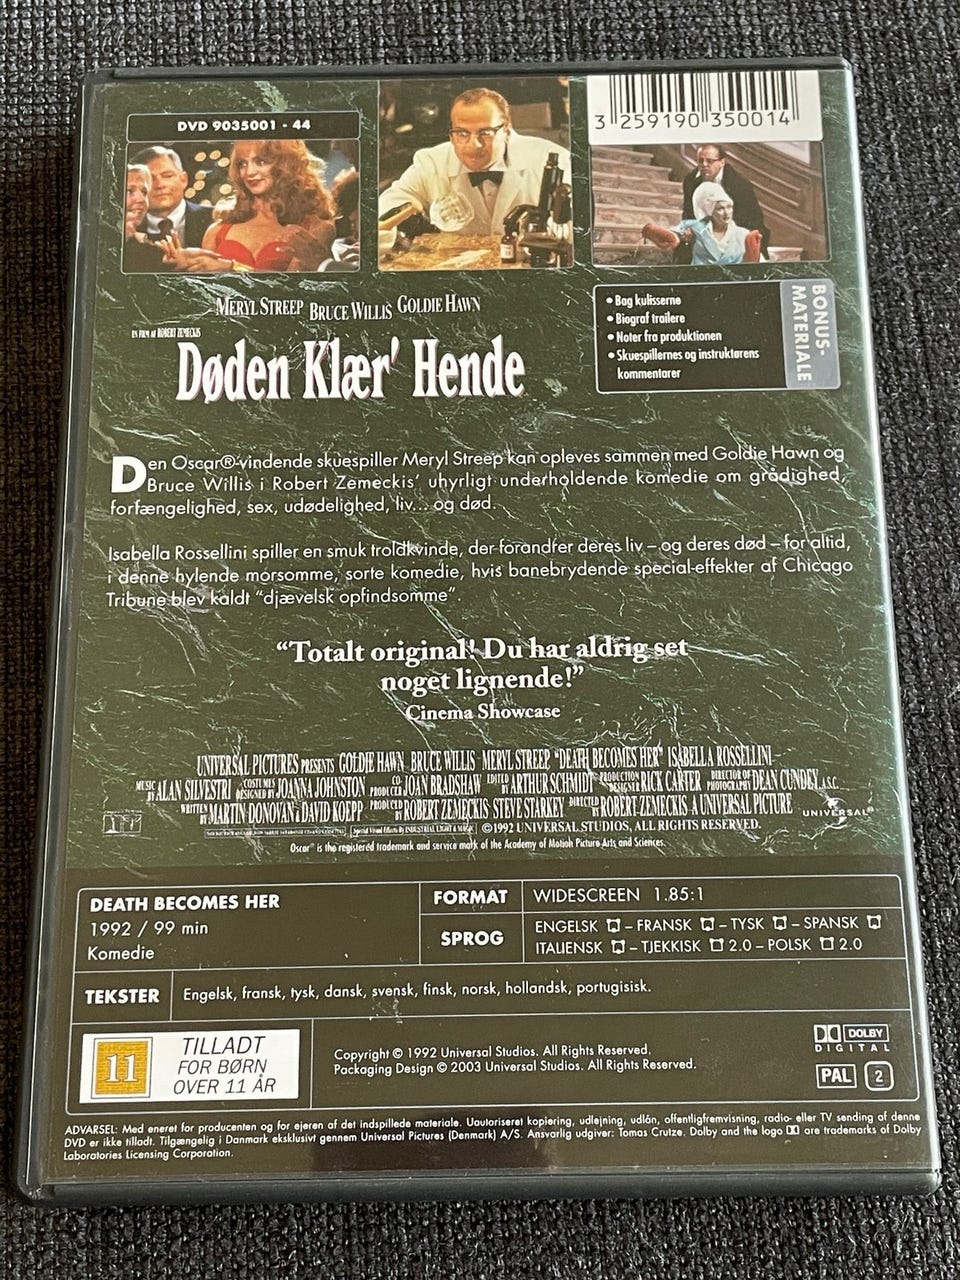 DVD 9035001 - 44
3 259190 350014
MERYL STREEP BRUCE WILLIS GOLDIE HAWN
EN FILM AF ROBERT ZEMECKIS
Døden Klær' Hende
• Bag kulisserne
• Biograf trailere
• Noter fra produktionen
• Skuespillernes og instruktørens
kommentarer
BONUS-
MATERIALE
Den Oscar®-vindende skuespiller Meryl Streep kan opleves sammen med Goldie Hawn og
Bruce Willis i Robert Zemeckis' uhyrligt underholdende komedie om grådighed,
forfængelighed, sex, udødelighed, liv... og død.
Isabella Rossellini spiller en smuk troldkvinde, der forandrer deres liv – og deres død – for altid,
i denne hylende morsomme, sorte komedie, hvis banebrydende special-effekter af Chicago
Tribune blev kaldt “djævelsk opfindsomme”.
“Totalt original! Du har aldrig set
noget lignende!”
Cinema Showcase
UNIVERSAL PICTURES PRESENTS GOLDIE HAWN BRUCE WILLIS MERYL STREEP "DEATH BECOMES HER" ISABELLA ROSSELLINI
MUSIC BY ALAN SILVESTRI COSTUMES DESIGNED BY JOANNA JOHNSTON CO-PRODUCER JOAN BRADSHAW EDITED BY ARTHUR SCHMIDT PRODUCTION DESIGNER RICK CARTER DIRECTOR OF PHOTOGRAPHY DEAN CUNDEY, A.S.C.
WRITTEN BY MARTIN DONOVAN & DAVID KOEPP PRODUCED BY ROBERT ZEMECKIS STEVE STARKEY DIRECTED BY ROBERT ZEMECKIS A UNIVERSAL PICTURE
UNIVERSAL
Special Visual Effects By INDUSTRIAL LIGHT & MAGIC ©1992 UNIVERSAL STUDIOS, ALL RIGHTS RESERVED.
Oscar® is the registered trademark and service mark of the Academy of Motion Picture Arts and Sciences.
DEATH BECOMES HER
1992 / 99 min
Komedie
FORMAT WIDESCREEN 1.85:1
SPROG
ENGELSK – FRANSK – TYSK – SPANSK
ITALIENSK – TJEKKISK 2.0 – POLSK 2.0
TEKSTER Engelsk, fransk, tysk, dansk, svensk, finsk, norsk, hollandsk, portugisisk.
11
TILLADT
FOR BØRN
OVER 11 ÅR
Copyright © 1992 Universal Studios. All Rights Reserved.
Packaging Design © 2003 Universal Studios. All Rights Reserved.
DOLBY
DIGITAL
PAL 2
ADVARSEL: Med eneret for producenten og for ejeren af det indspillede materiale. Uautoriseret kopiering, udlejning, udlån, offentligfremvisning, radio- eller TV sending af denne
DVD er ikke tilladt. Tilgængelig i Danmark eksklusivt gennem Universal Pictures (Denmark) A/S. Ansvarlig udgiver: Tomas Crutze. Dolby and the logo are trademarks of Dolby
Laboratories Licensing Corporation.